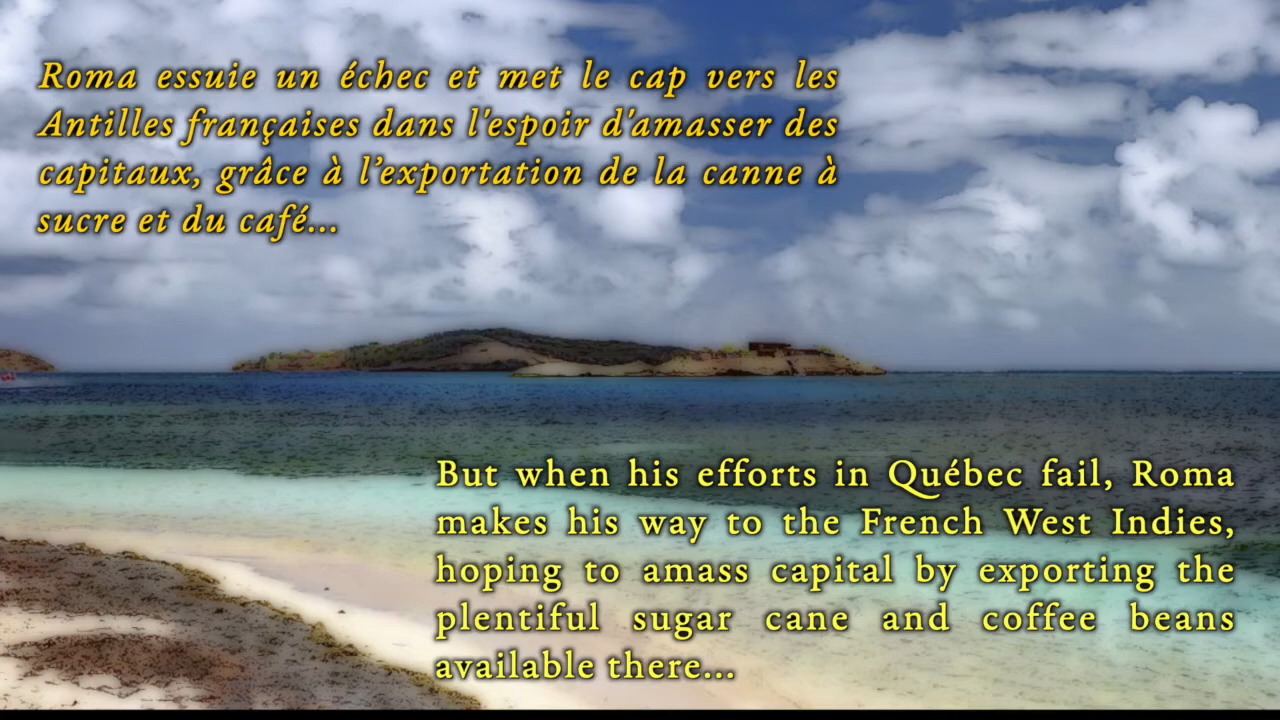 Roma essuie un échec et met le cap vers les
Antilles françaises dans l'espoir d'amasser des
capitaux, grâce à l’exportation de la canne à
sucre et du café...
But when his efforts in Québec fail, Roma
makes his way to the French West Indies,
hoping to amass capital by exporting the
plentiful sugar cane and coffee beans
available there...